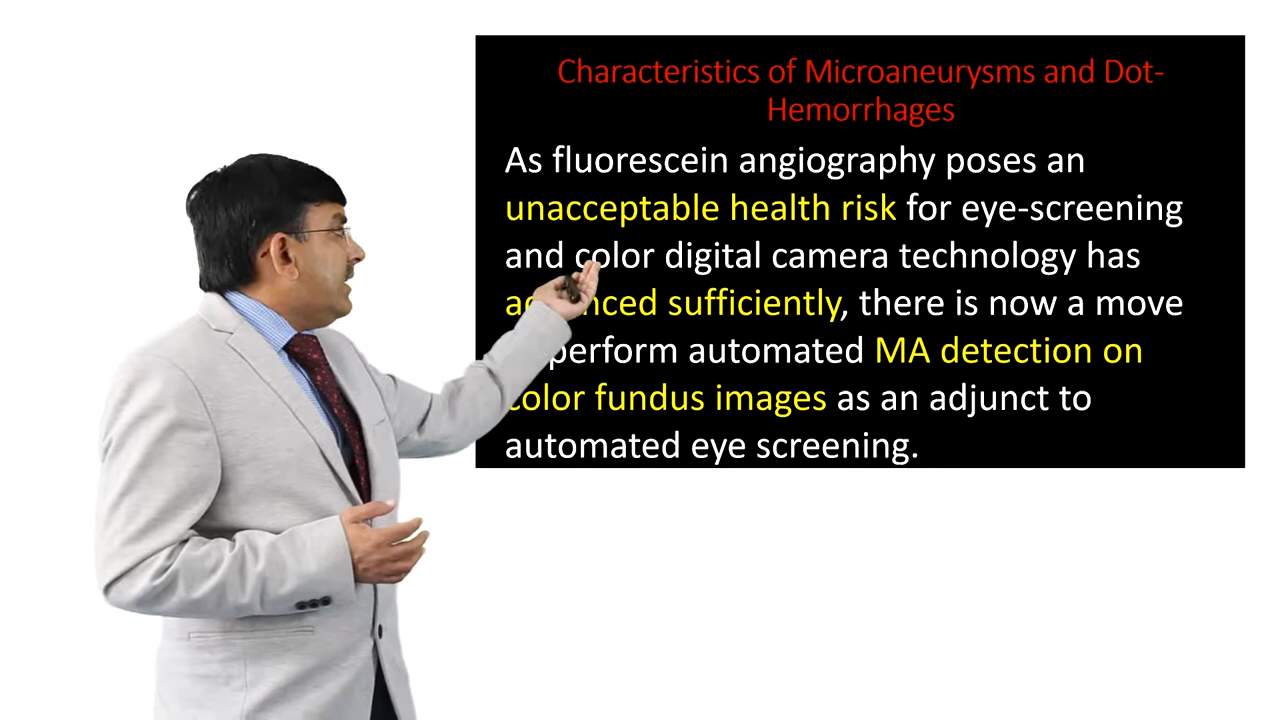 Characteristics of Microaneurysms and Dot-
Hemorrhages
As fluorescein angiography poses an
unacceptable health risk for eye-screening
and color digital camera technology has
advanced sufficiently, there is now a move
perform automated MA detection on
color fundus images as an adjunct to
automated eye screening.